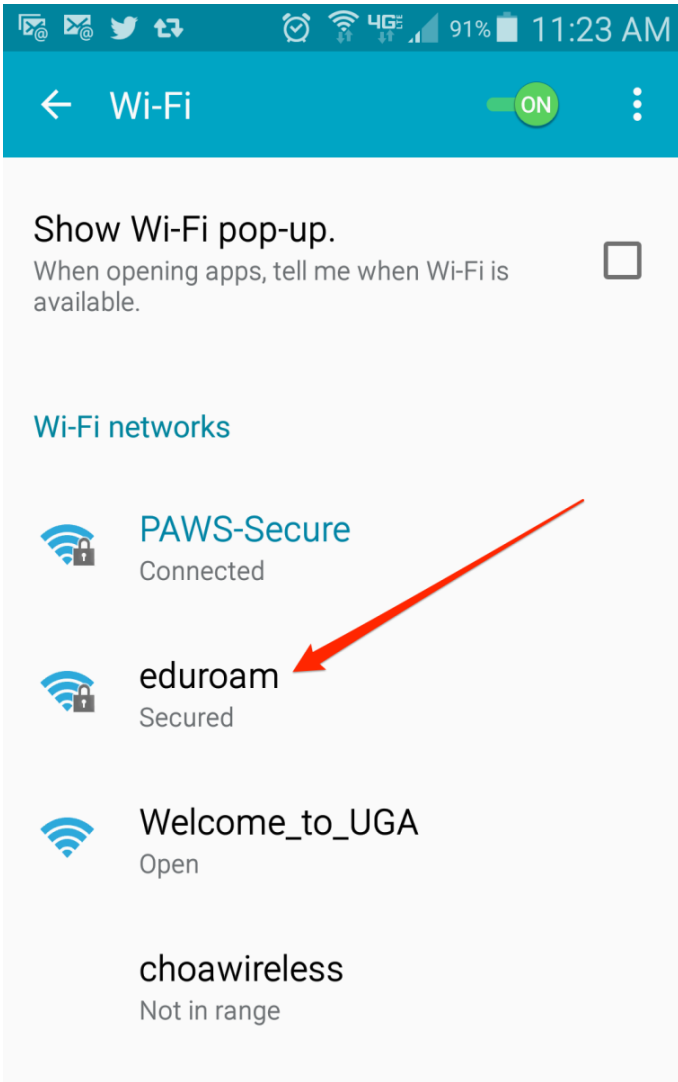 4G LTE 91% 11:23 AM
Wi-Fi ON
Show Wi-Fi pop-up.
When opening apps, tell me when Wi-Fi is
available.
Wi-Fi networks
PAWS-Secure
Connected
eduroam
Secured
Welcome_to_UGA
Open
choawireless
Not in range